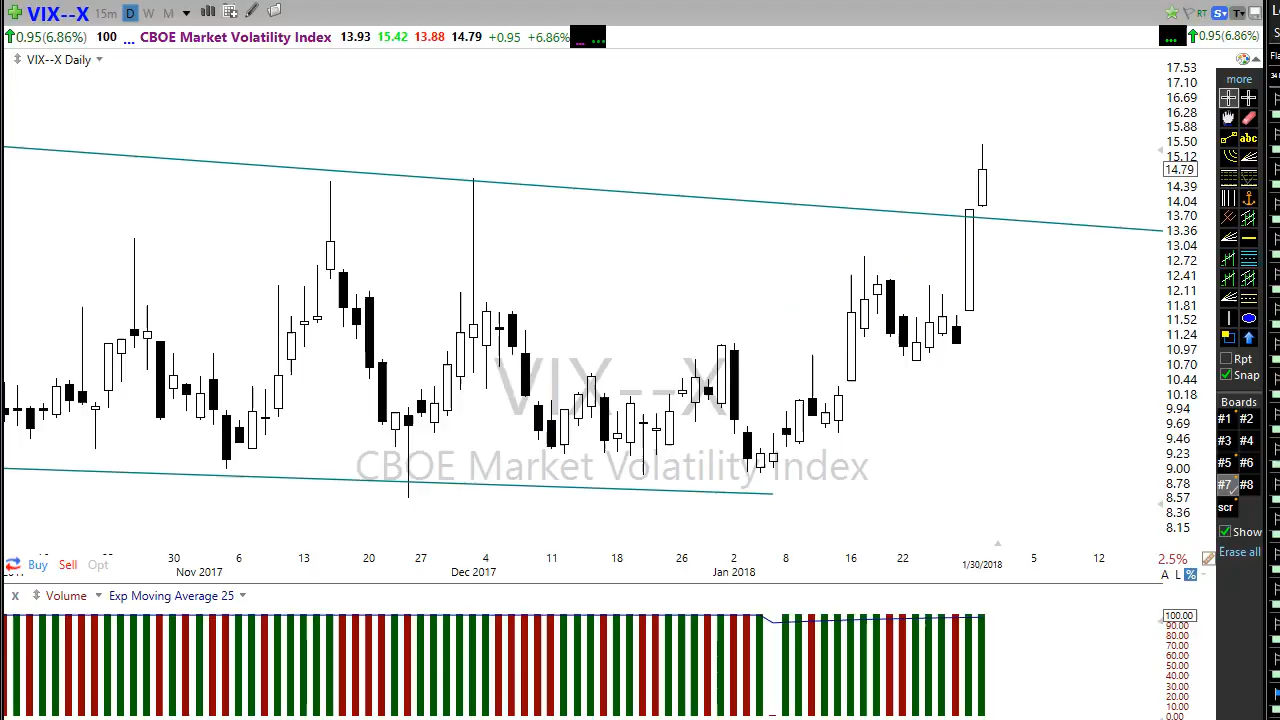 VIX--X 15m D W M RT S T L
0.95(6.86%) 100 ... CBOE Market Volatility Index 13.93 15.42 13.88 14.79 +0.95 +6.86% ... ... 0.95(6.86%)
VIX--X Daily
Fla
more
abc
17.53
17.10
16.69
16.28
15.88
15.50
15.12
14.79
14.39
14.04
13.70
13.36
13.04
12.72
12.41
12.11
11.81
11.52
11.24
10.97
10.70
10.44
10.18
9.94
9.69
9.46
9.23
9.00
8.78
8.57
8.36
8.15
VIX--X
CBOE Market Volatility Index
Rpt
Snap
Boards
#1 #2
#3 #4
#5 #6
#7 #8
scr
Show
Erase all
30 6 13 20 27 4 11 18 26 2 8 16 22 1/30/2018 5 12
Buy Sell Opt
Nov 2017 Dec 2017 Jan 2018
2.5%
A L %
X Volume Exp Moving Average 25
100.00
90.00
80.00
70.00
60.00
50.00
40.00
30.00
20.00
10.00
0.00